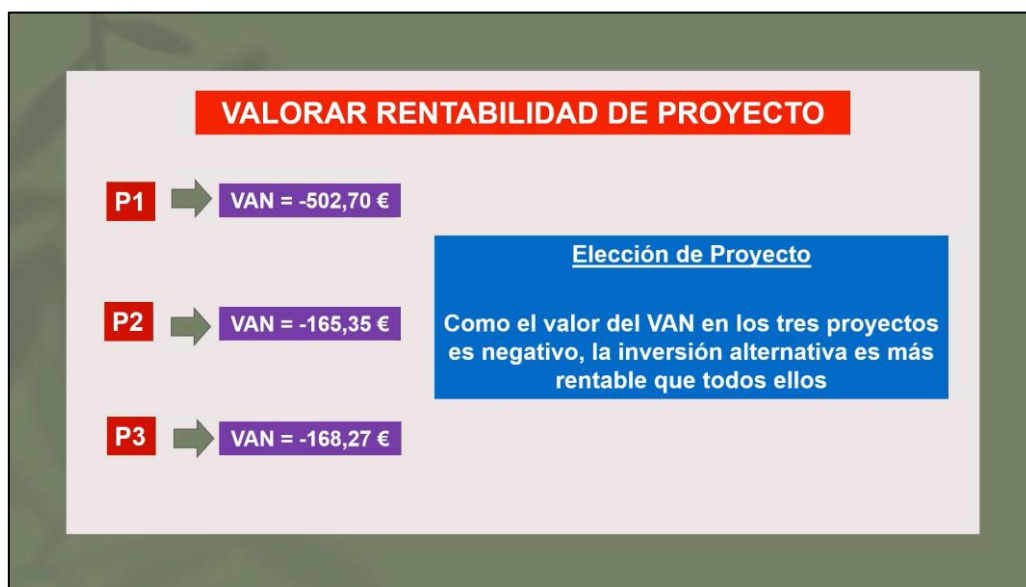 VALORAR RENTABILIDAD DE PROYECTO
P1
VAN = -502,70 €
P2
VAN = -165,35 €
P3
VAN = -168,27 €
Elección de Proyecto
Como el valor del VAN en los tres proyectos
es negativo, la inversión alternativa es más
rentable que todos ellos